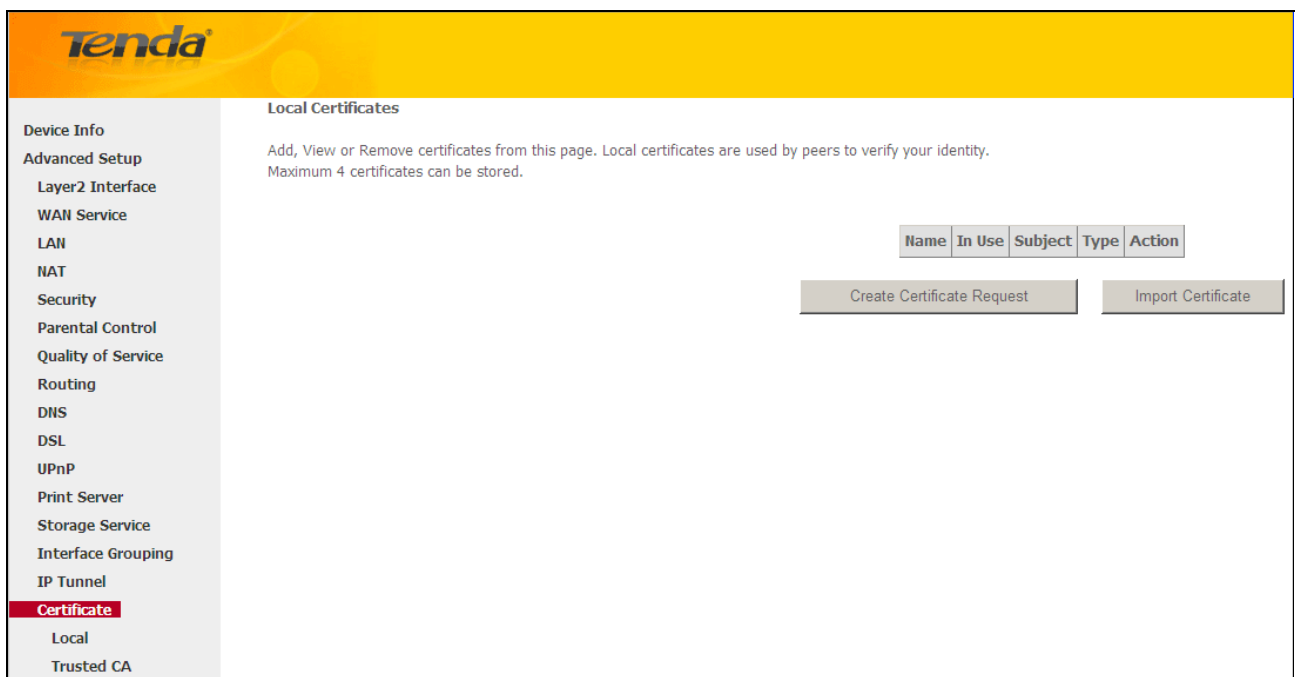 Tenda®
Device Info
Advanced Setup
Layer2 Interface
WAN Service
LAN
NAT
Security
Parental Control
Quality of Service
Routing
DNS
DSL
UPnP
Print Server
Storage Service
Interface Grouping
IP Tunnel
Certificate
Local
Trusted CA
Local Certificates
Add, View or Remove certificates from this page. Local certificates are used by peers to verify your identity.
Maximum 4 certificates can be stored.
Name In Use Subject Type Action
Create Certificate Request Import Certificate